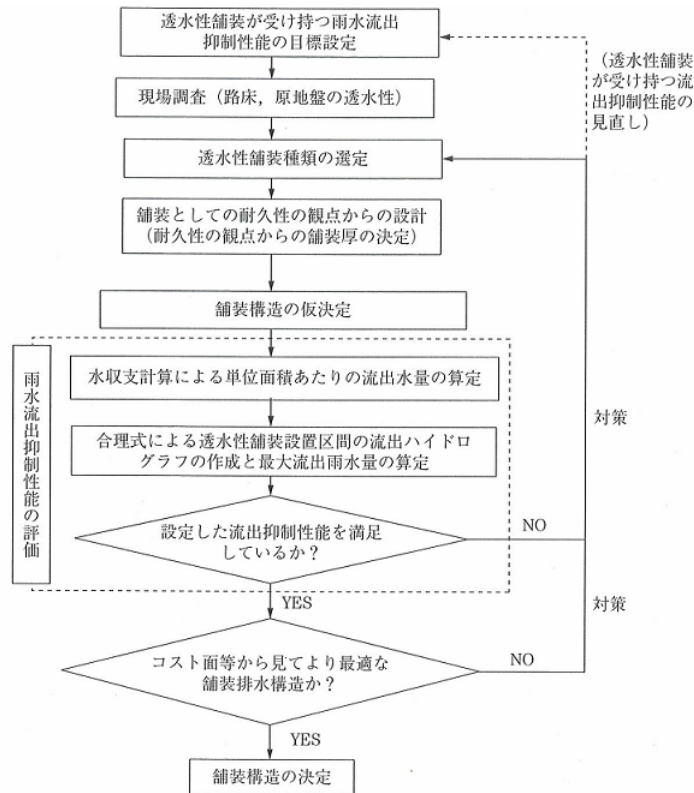 透水性舗装が受け持つ雨水流出
抑制性能の目標設定
(透水性舗装
が受け持つ流
出抑制性能の
見直し)
現場調査(路床,原地盤の透水性)
透水性舗装種類の選定
舗装としての耐久性の観点からの設計
(耐久性の観点からの舗装厚の決定)
舗装構造の仮決定
雨水流出抑制性能の評価
水収支計算による単位面積あたりの流出水量の算定
対策
合理式による透水性舗装設置区間の流出ハイドロ
グラフの作成と最大流出雨水量の算定
設定した流出抑制性能を満足
しているか?
NO
YES
対策
コスト面等から見てより最適な
舗装排水構造か?
NO
YES
舗装構造の決定